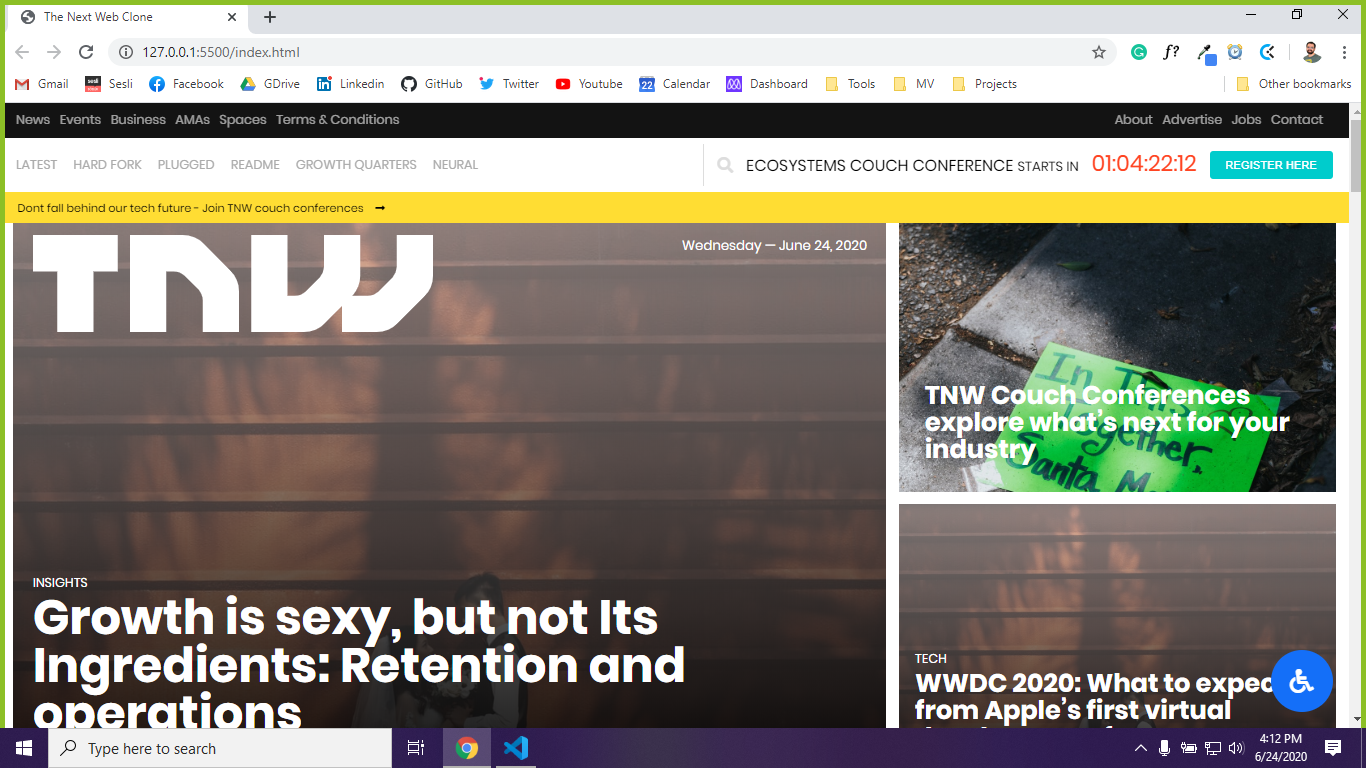 The Next Web Clone
127.0.0.1:5500/index.html
f?
Gmail Sesli Facebook GDrive Linkedin GitHub Twitter Youtube 22 Calendar Dashboard Tools MV Projects Other bookmarks
News Events Business AMAs Spaces Terms & Conditions About Advertise Jobs Contact
LATEST HARD FORK PLUGGED README GROWTH QUARTERS NEURAL ECOSYSTEMS COUCH CONFERENCE STARTS IN 01:04:22:12 REGISTER HERE
Dont fall behind our tech future - Join TNW couch conferences
TNW
Wednesday — June 24, 2020
INSIGHTS
Growth is sexy, but not Its
Ingredients: Retention and
operations
In This
Together,
Santa
TNW Couch Conferences
explore what's next for your
industry
TECH
WWDC 2020: What to expec
from Apple's first virtual
Type here to search
4:12 PM
6/24/2020